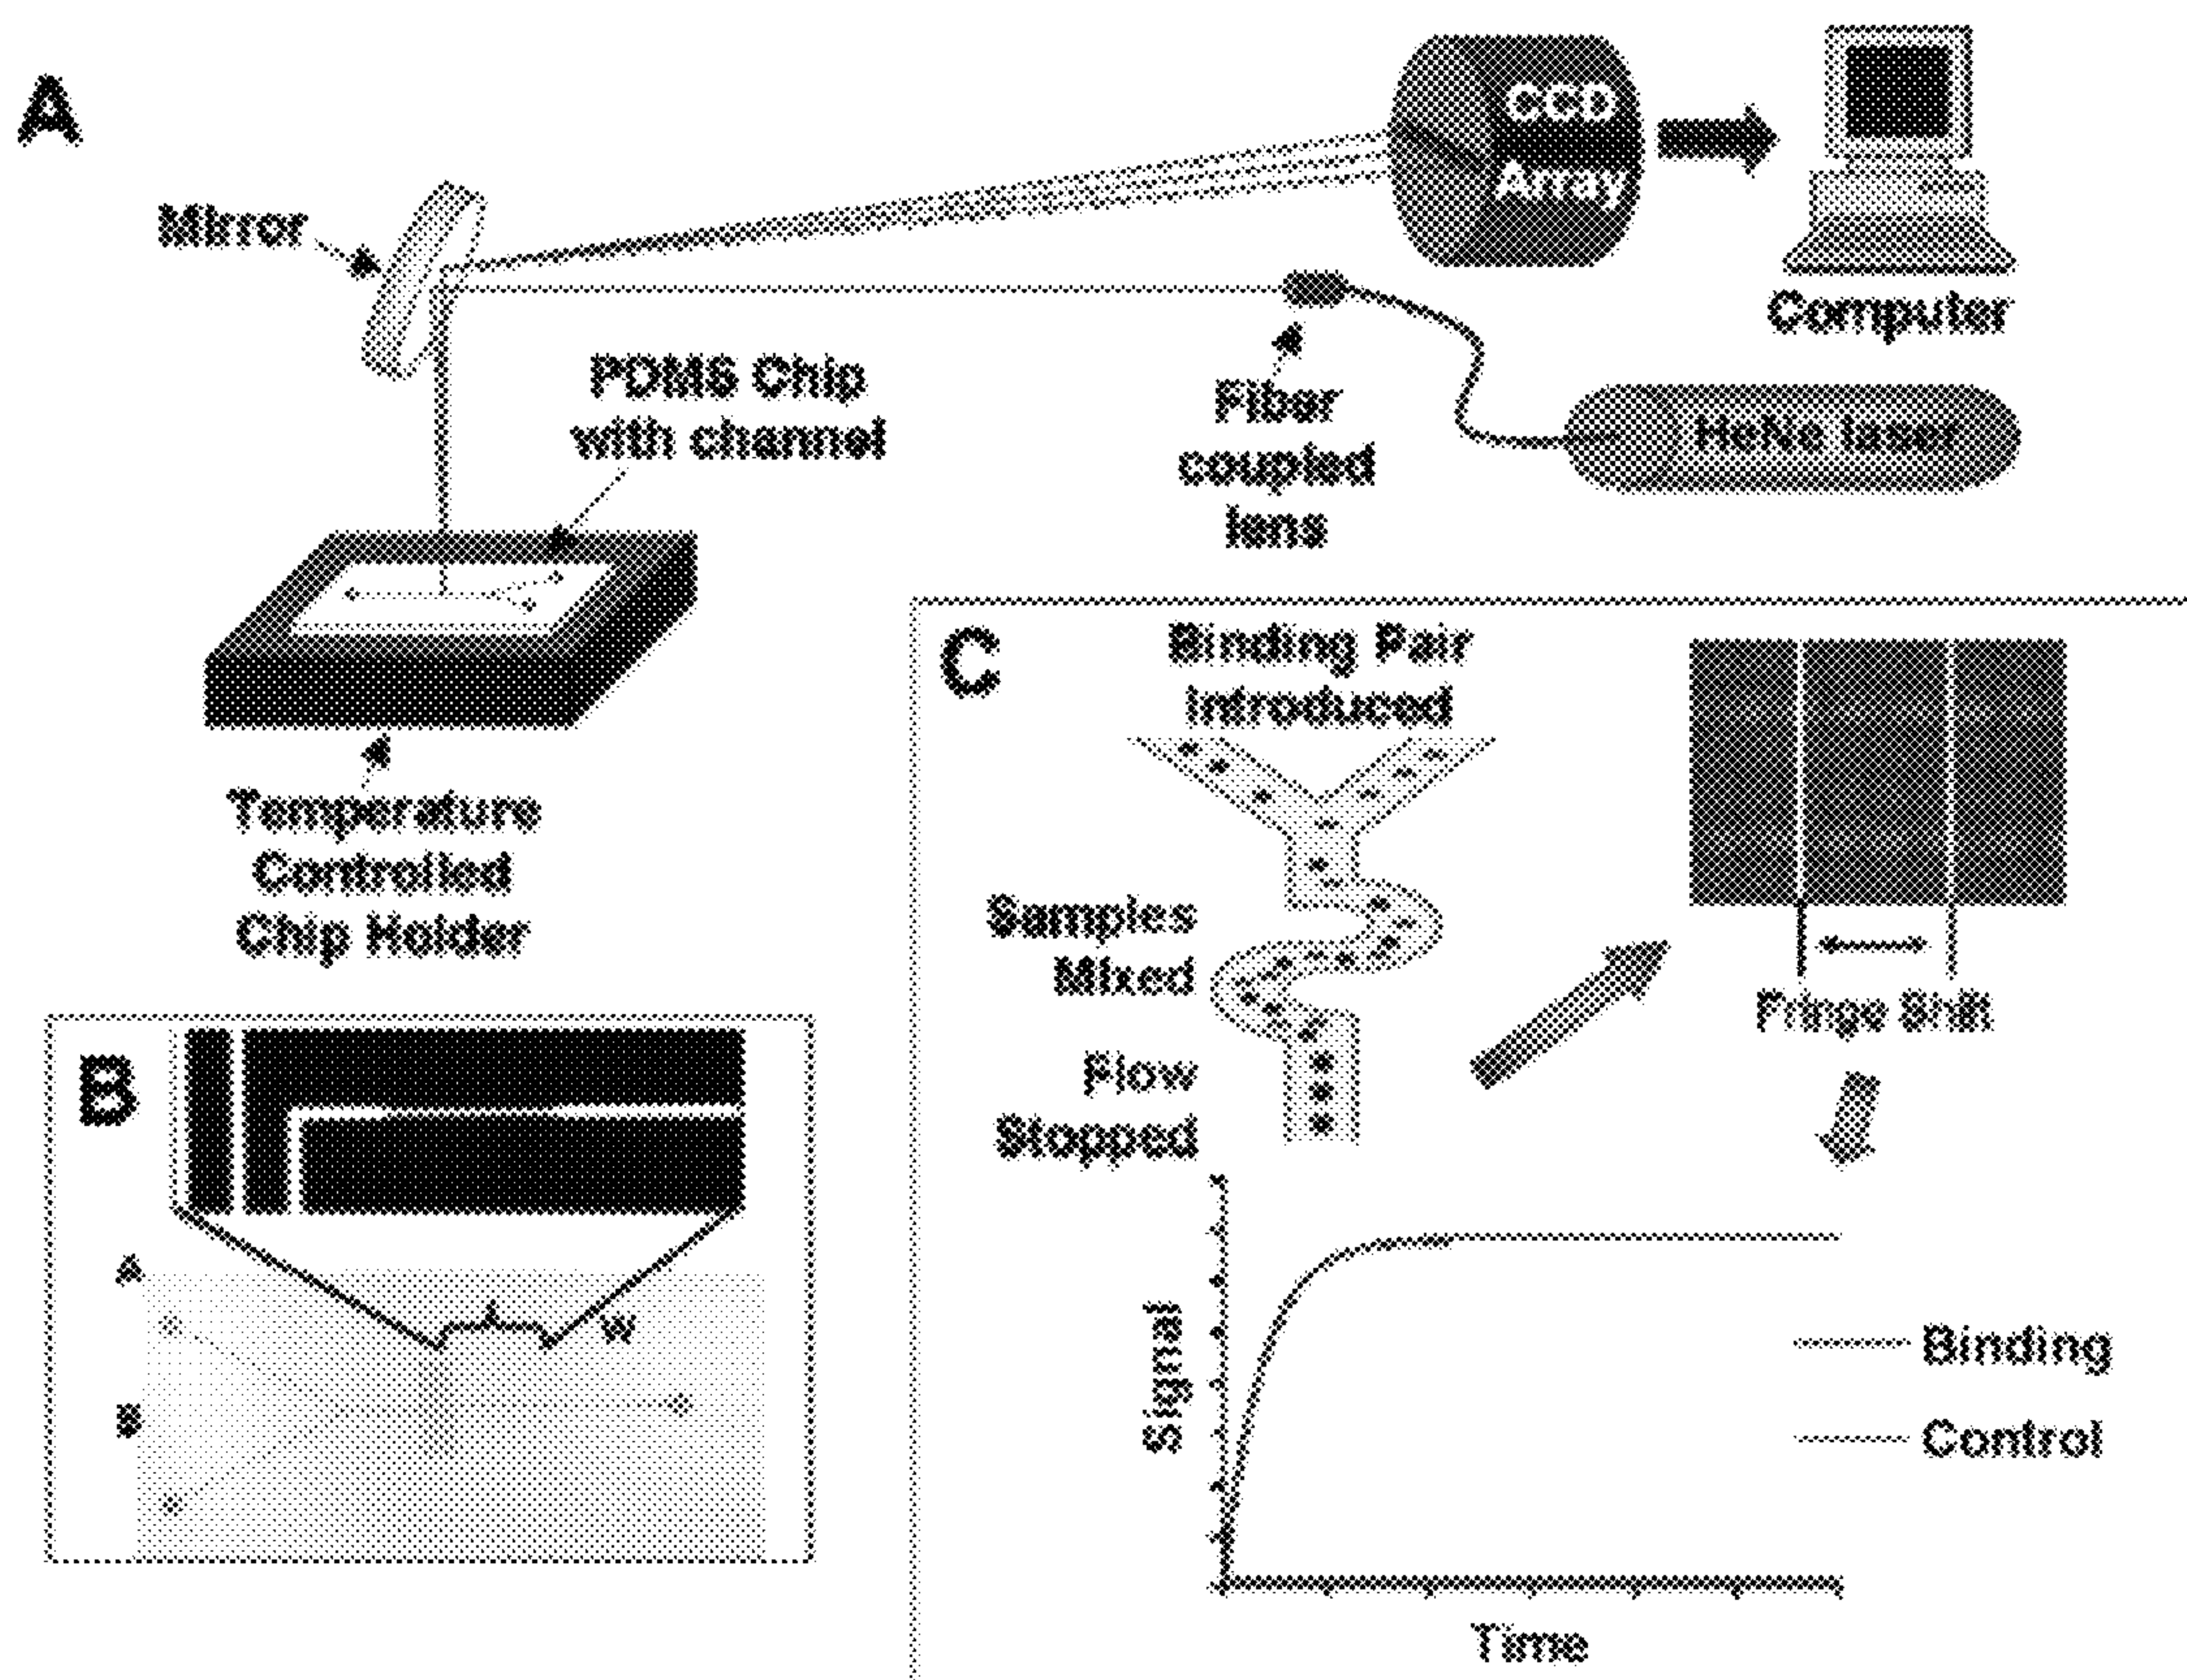 A
CCD
Array
Mirror
Computer
PDMS Chip
with channel
Fiber
coupled
lens
HeNe laser
Temperature
Controlled
Chip Holder
C
Binding Pair
Introduced
Samples
Mixed
Flow
Stopped
Fringe Shift
B
A
W
B
Signal
Binding
Control
Time